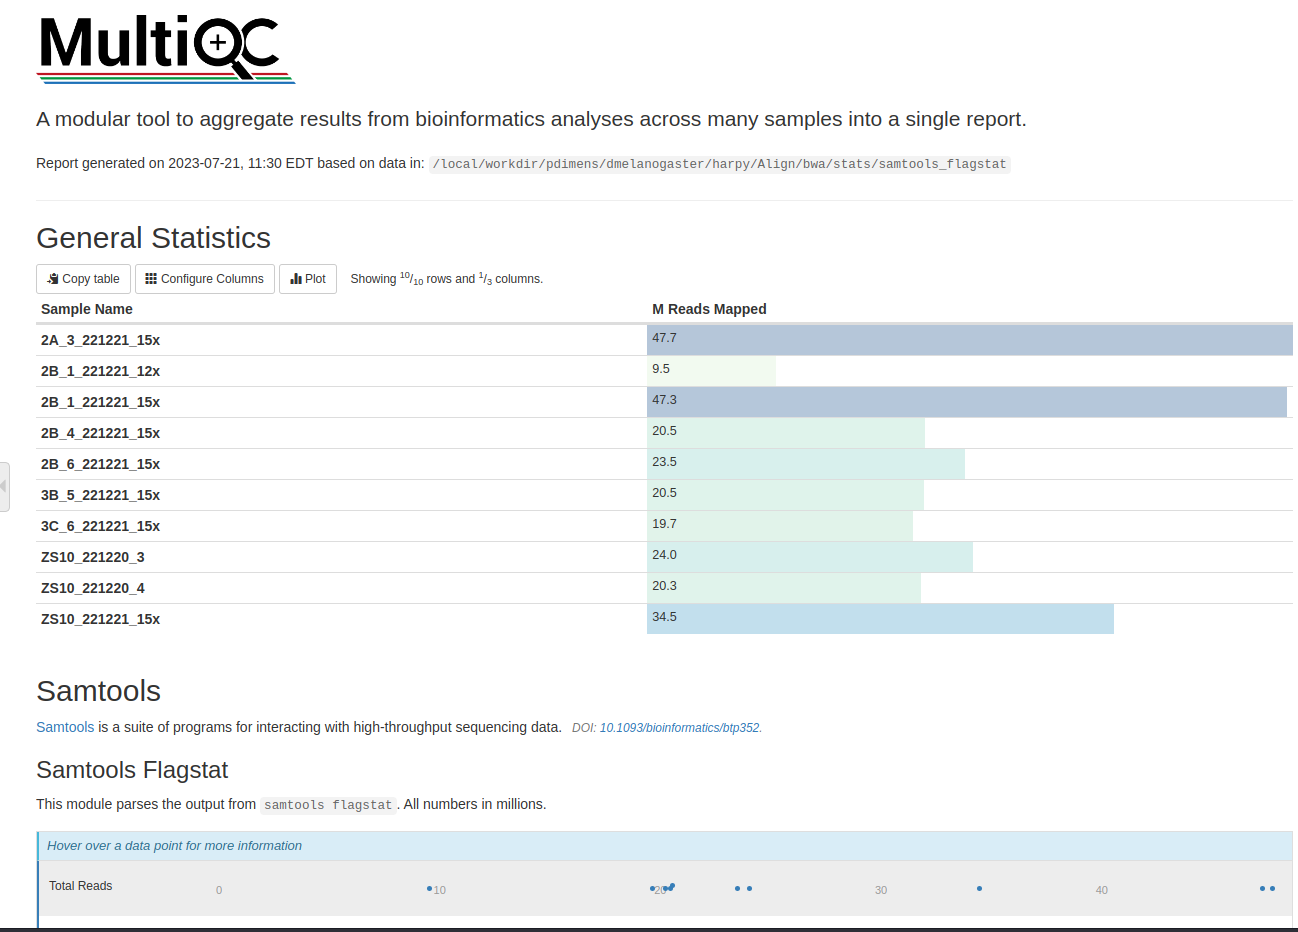 MultiQC
A modular tool to aggregate results from bioinformatics analyses across many samples into a single report.
Report generated on 2023-07-21, 11:30 EDT based on data in: /local/workdir/pdimens/dmelanogaster/harpy/Align/bwa/stats/samtools_flagstat
General Statistics
Copy table Configure Columns Plot Showing 10/10 rows and 1/3 columns.
Sample Name M Reads Mapped
2A_3_221221_15x 47.7
2B_1_221221_12x 9.5
2B_1_221221_15x 47.3
2B_4_221221_15x 20.5
2B_6_221221_15x 23.5
3B_5_221221_15x 20.5
3C_6_221221_15x 19.7
ZS10_221220_3 24.0
ZS10_221220_4 20.3
ZS10_221221_15x 34.5
Samtools
Samtools is a suite of programs for interacting with high-throughput sequencing data. DOI: 10.1093/bioinformatics/btp352.
Samtools Flagstat
This module parses the output from samtools flagstat. All numbers in millions.
Hover over a data point for more information
Total Reads 0 10 20 30 40